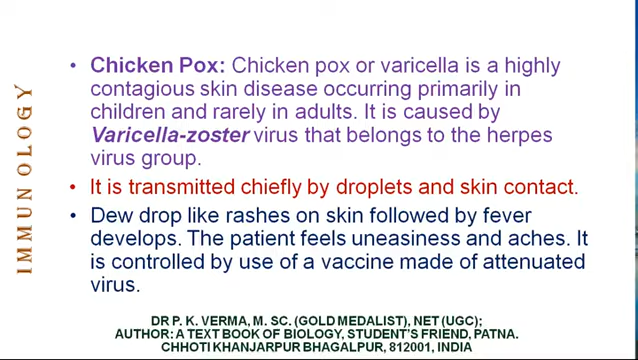 IMMUNOLOGY
• Chicken Pox: Chicken pox or varicella is a highly
contagious skin disease occurring primarily in
children and rarely in adults. It is caused by
Varicella-zoster virus that belongs to the herpes
virus group.
• It is transmitted chiefly by droplets and skin contact.
• Dew drop like rashes on skin followed by fever
develops. The patient feels uneasiness and aches. It
is controlled by use of a vaccine made of attenuated
virus.
DR P. K. VERMA, M. SC. (GOLD MEDALIST), NET (UGC);
AUTHOR: A TEXT BOOK OF BIOLOGY, STUDENT'S FRIEND, PATNA.
CHHOTI KHANJARPUR BHAGALPUR, 812001, INDIA